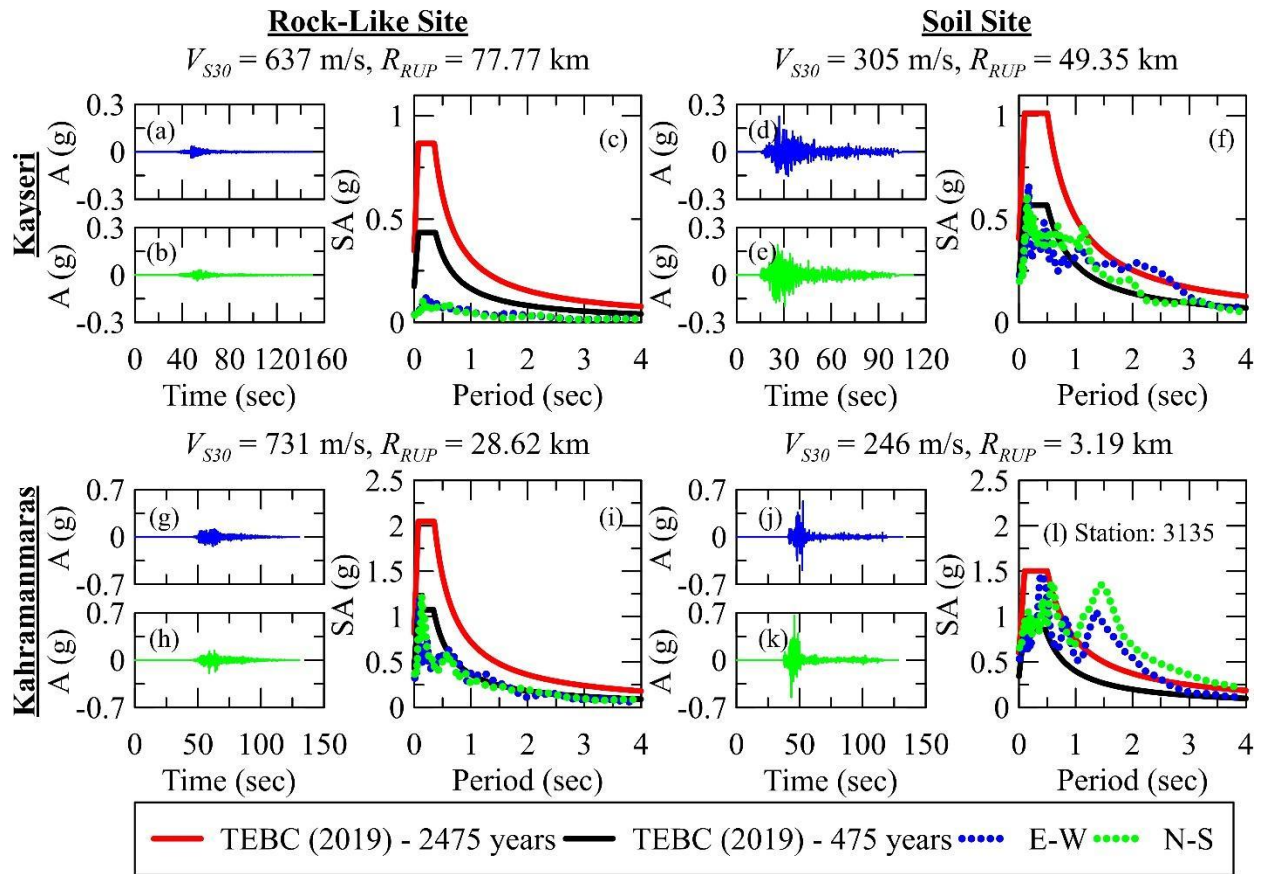 Rock-Like Site
Soil Site
V_S30 = 637 m/s, R_RUP = 77.77 km
V_S30 = 305 m/s, R_RUP = 49.35 km
Kayseri
0.3
0
-0.3
A (g)
(a)
0.3
0
-0.3
A (g)
(b)
0 40 80 120 160
Time (sec)
1
0.5
0
SA (g)
(c)
0 1 2 3 4
Period (sec)
0.3
0
-0.3
A (g)
(d)
0.3
0
-0.3
A (g)
(e)
0 30 60 90 120
Time (sec)
1
0.5
0
SA (g)
(f)
0 1 2 3 4
Period (sec)
V_S30 = 731 m/s, R_RUP = 28.62 km
V_S30 = 246 m/s, R_RUP = 3.19 km
Kahramanmaras
0.7
0
-0.7
A (g)
(g)
0.7
0
-0.7
A (g)
(h)
0 50 100 150
Time (sec)
2.5
2
1.5
1
0.5
0
SA (g)
(i)
0 1 2 3 4
Period (sec)
0.7
0
-0.7
A (g)
(j)
0.7
0
-0.7
A (g)
(k)
0 50 100 150
Time (sec)
2.5
2
1.5
1
0.5
0
SA (g)
(l) Station: 3135
0 1 2 3 4
Period (sec)
TEBC (2019) - 2475 years TEBC (2019) - 475 years E-W N-S